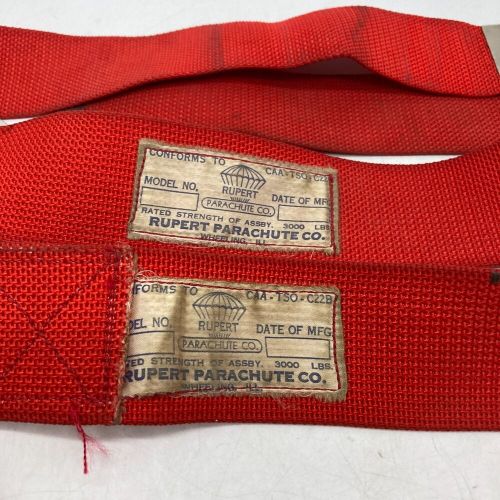 CONFORMS TO CAA-TSO-C22
RUPERT
MODEL NO. DATE OF MFG
PARACHUTE CO.
RATED STRENGTH OF ASSBY. 3000 LBS.
RUPERT PARACHUTE CO.
WHEELING, ILL.
FORMS TO CAA-TSO-C22B
RUPERT
DEL NO. DATE OF MFG.
PARACHUTE CO.
TED STRENGTH OF ASSBY. 3000 LBS.
RUPERT PARACHUTE CO.
WHEELING, ILL